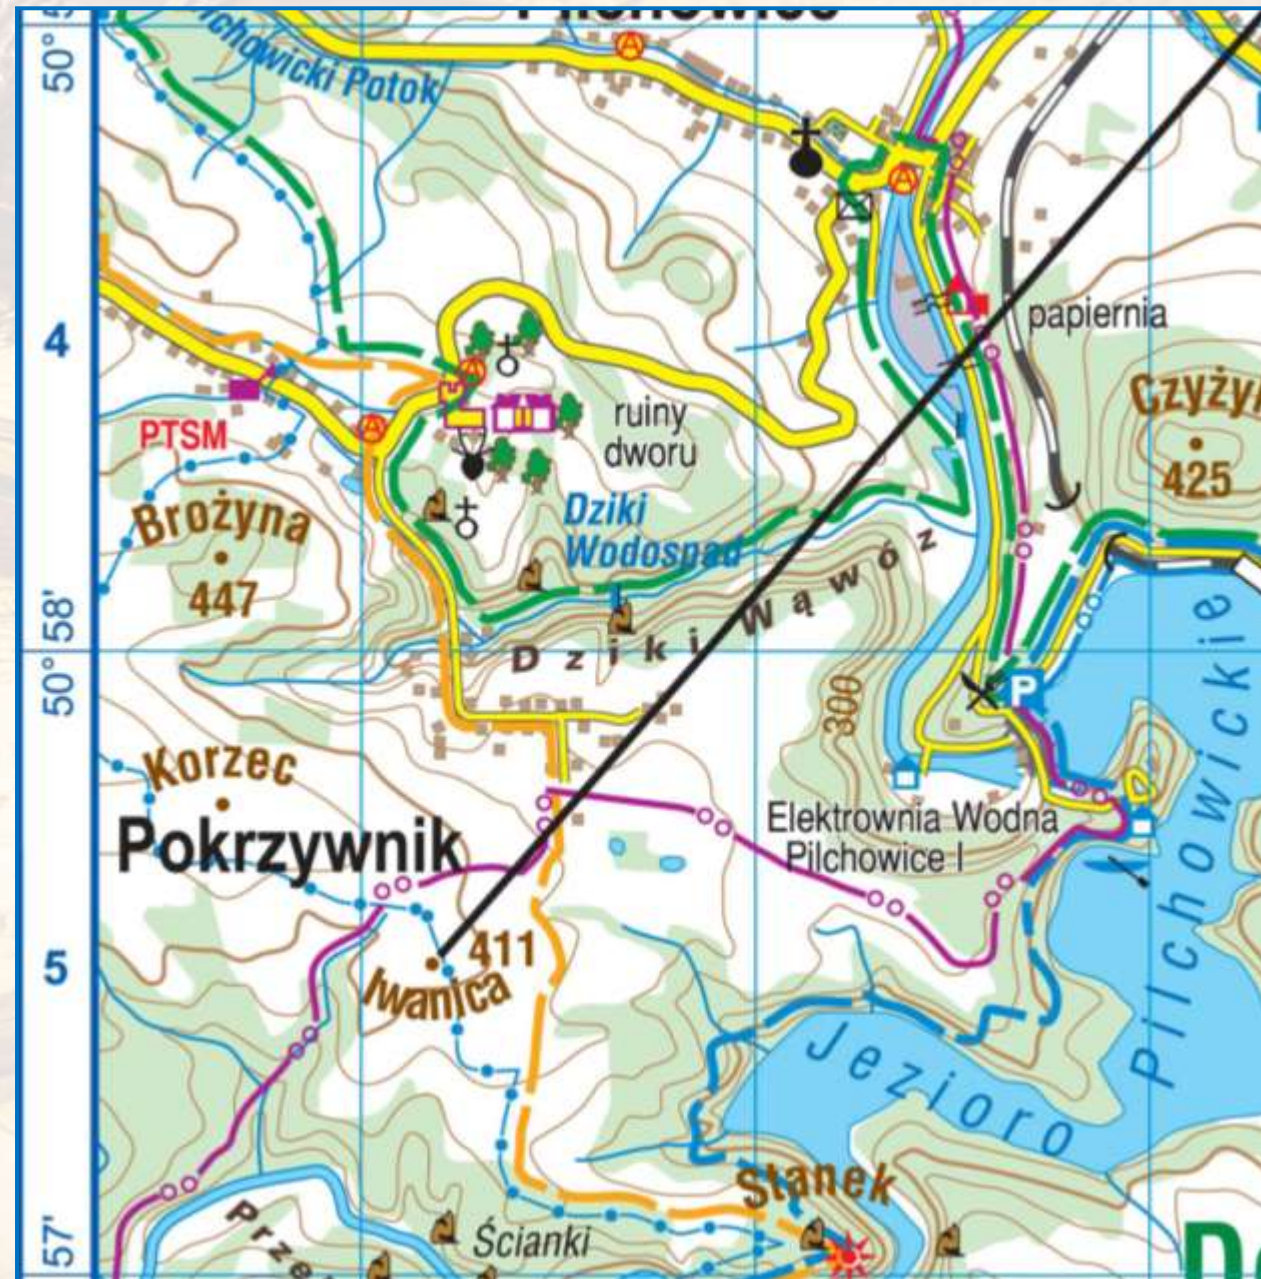 Pilchowice
50°
Pilchowicki Potok
A
A
papiernia
4
A
ruiny
dworu
Czyży
425
PTSM
A
Brożyna
447
Dziki
Wodospad
Dziki Wąwóz
50° 58'
300
P
Korzec
Pokrzywnik
Elektrownia Wodna
Pilchowice I
5
411
Iwanica
Jezioro
Pilchowickie
Stanek
Ścianki
Prze
57'